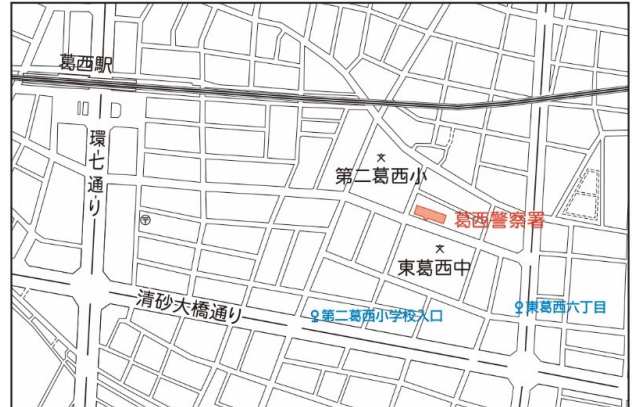 葛西駅
環七通り
第二葛西小
葛西警察署
東葛西中
清砂大橋通り
第二葛西小学校入口
東葛西六丁目